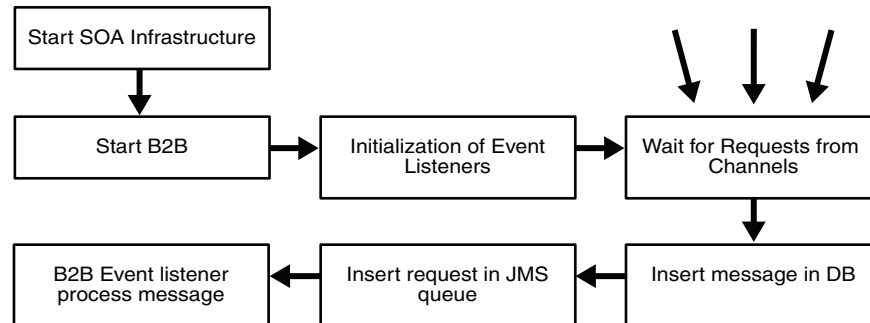 Start SOA Infrastructure
Start B2B
Initialization of Event
Listeners
Wait for Requests from
Channels
Insert message in DB
Insert request in JMS
queue
B2B Event listener
process message